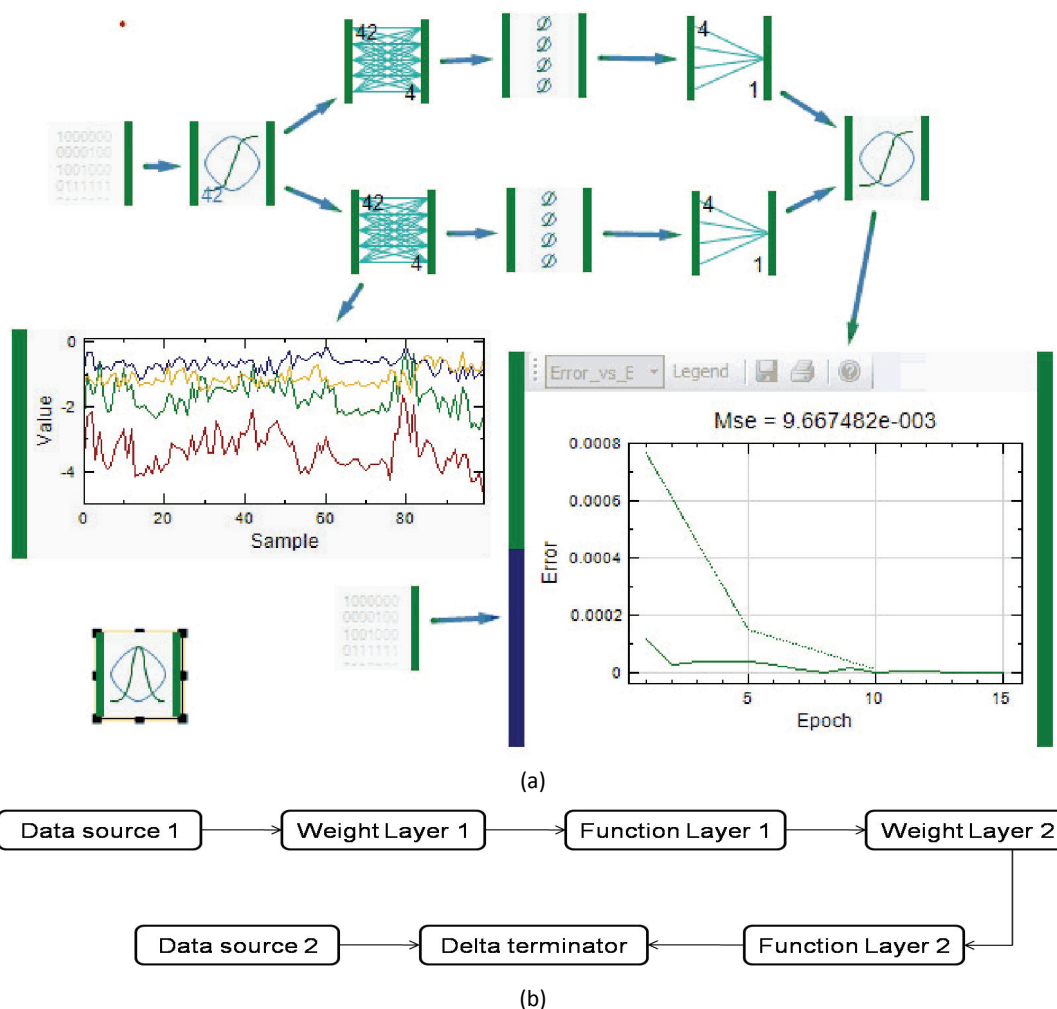 42
4
4
1
1000000
0000100
1001000
0111111
42
42
4
4
1
0
-2
-4
Value
0 20 40 60 80
Sample
Error_vs_E Legend
Mse = 9.667482e-003
0.0008
0.0006
0.0004
0.0002
0
Error
5 10 15
Epoch
1000000
0000100
1001000
0111111
(a)
Data source 1 Weight Layer 1 Function Layer 1 Weight Layer 2
Data source 2 Delta terminator Function Layer 2
(b)